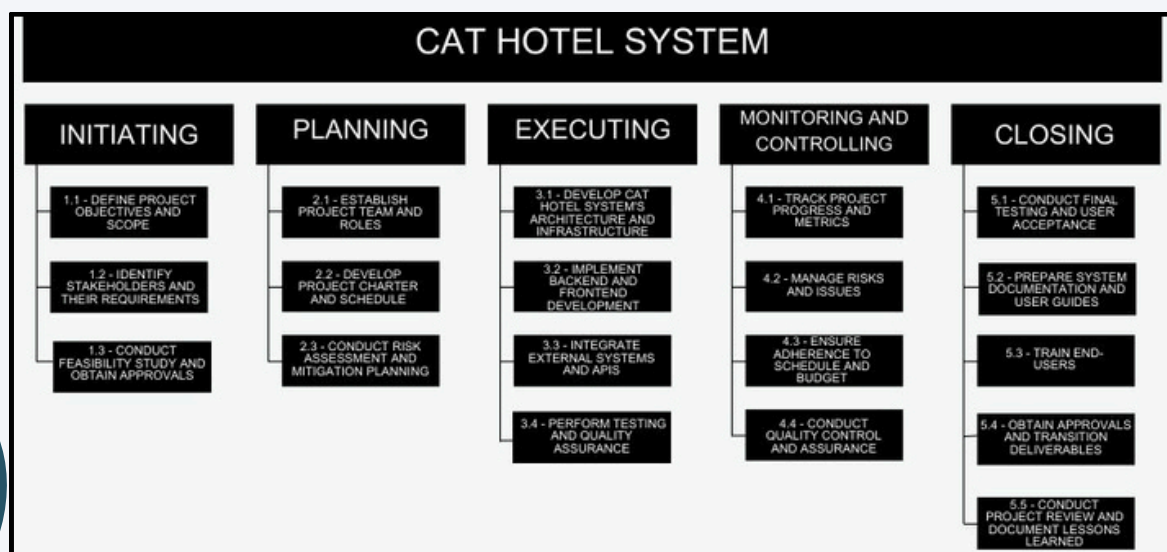 CAT HOTEL SYSTEM
INITIATING
1.1 - DEFINE PROJECT
OBJECTIVES AND
SCOPE
1.2 - IDENTIFY
STAKEHOLDERS AND
THEIR REQUIREMENTS
1.3 - CONDUCT
FEASIBILITY STUDY AND
OBTAIN APPROVALS
PLANNING
2.1 - ESTABLISH
PROJECT TEAM AND
ROLES
2.2 - DEVELOP
PROJECT CHARTER
AND SCHEDULE
2.3 - CONDUCT RISK
ASSESSMENT AND
MITIGATION PLANNING
EXECUTING
3.1 - DEVELOP CAT
HOTEL SYSTEM'S
ARCHITECTURE AND
INFRASTRUCTURE
3.2 - IMPLEMENT
BACKEND AND
FRONTEND
DEVELOPMENT
3.3 - INTEGRATE
EXTERNAL SYSTEMS
AND APIS
3.4 - PERFORM TESTING
AND QUALITY
ASSURANCE
MONITORING AND
CONTROLLING
4.1 - TRACK PROJECT
PROGRESS AND
METRICS
4.2 - MANAGE RISKS
AND ISSUES
4.3 - ENSURE
ADHERENCE TO
SCHEDULE AND
BUDGET
4.4 - CONDUCT
QUALITY CONTROL
AND ASSURANCE
CLOSING
5.1 - CONDUCT FINAL
TESTING AND USER
ACCEPTANCE
5.2 - PREPARE SYSTEM
DOCUMENTATION AND
USER GUIDES
5.3 - TRAIN END-
USERS
5.4 - OBTAIN APPROVALS
AND TRANSITION
DELIVERABLES
5.5 - CONDUCT
PROJECT REVIEW AND
DOCUMENT LESSONS
LEARNED